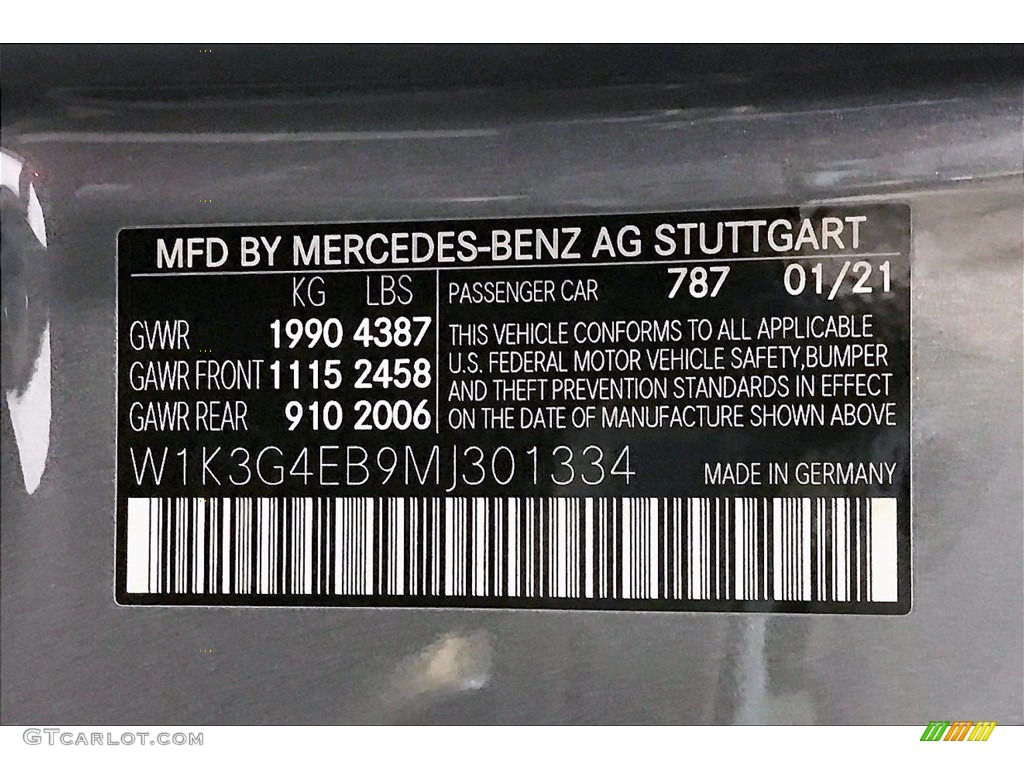 MFD BY MERCEDES-BENZ AG STUTTGART
KG LBS
GVWR 1990 4387
GAWR FRONT 1115 2458
GAWR REAR 910 2006
PASSENGER CAR 787 01/21
THIS VEHICLE CONFORMS TO ALL APPLICABLE
U.S. FEDERAL MOTOR VEHICLE SAFETY,BUMPER
AND THEFT PREVENTION STANDARDS IN EFFECT
ON THE DATE OF MANUFACTURE SHOWN ABOVE
W1K3G4EB9MJ301334 MADE IN GERMANY
GTCARLOT.COM